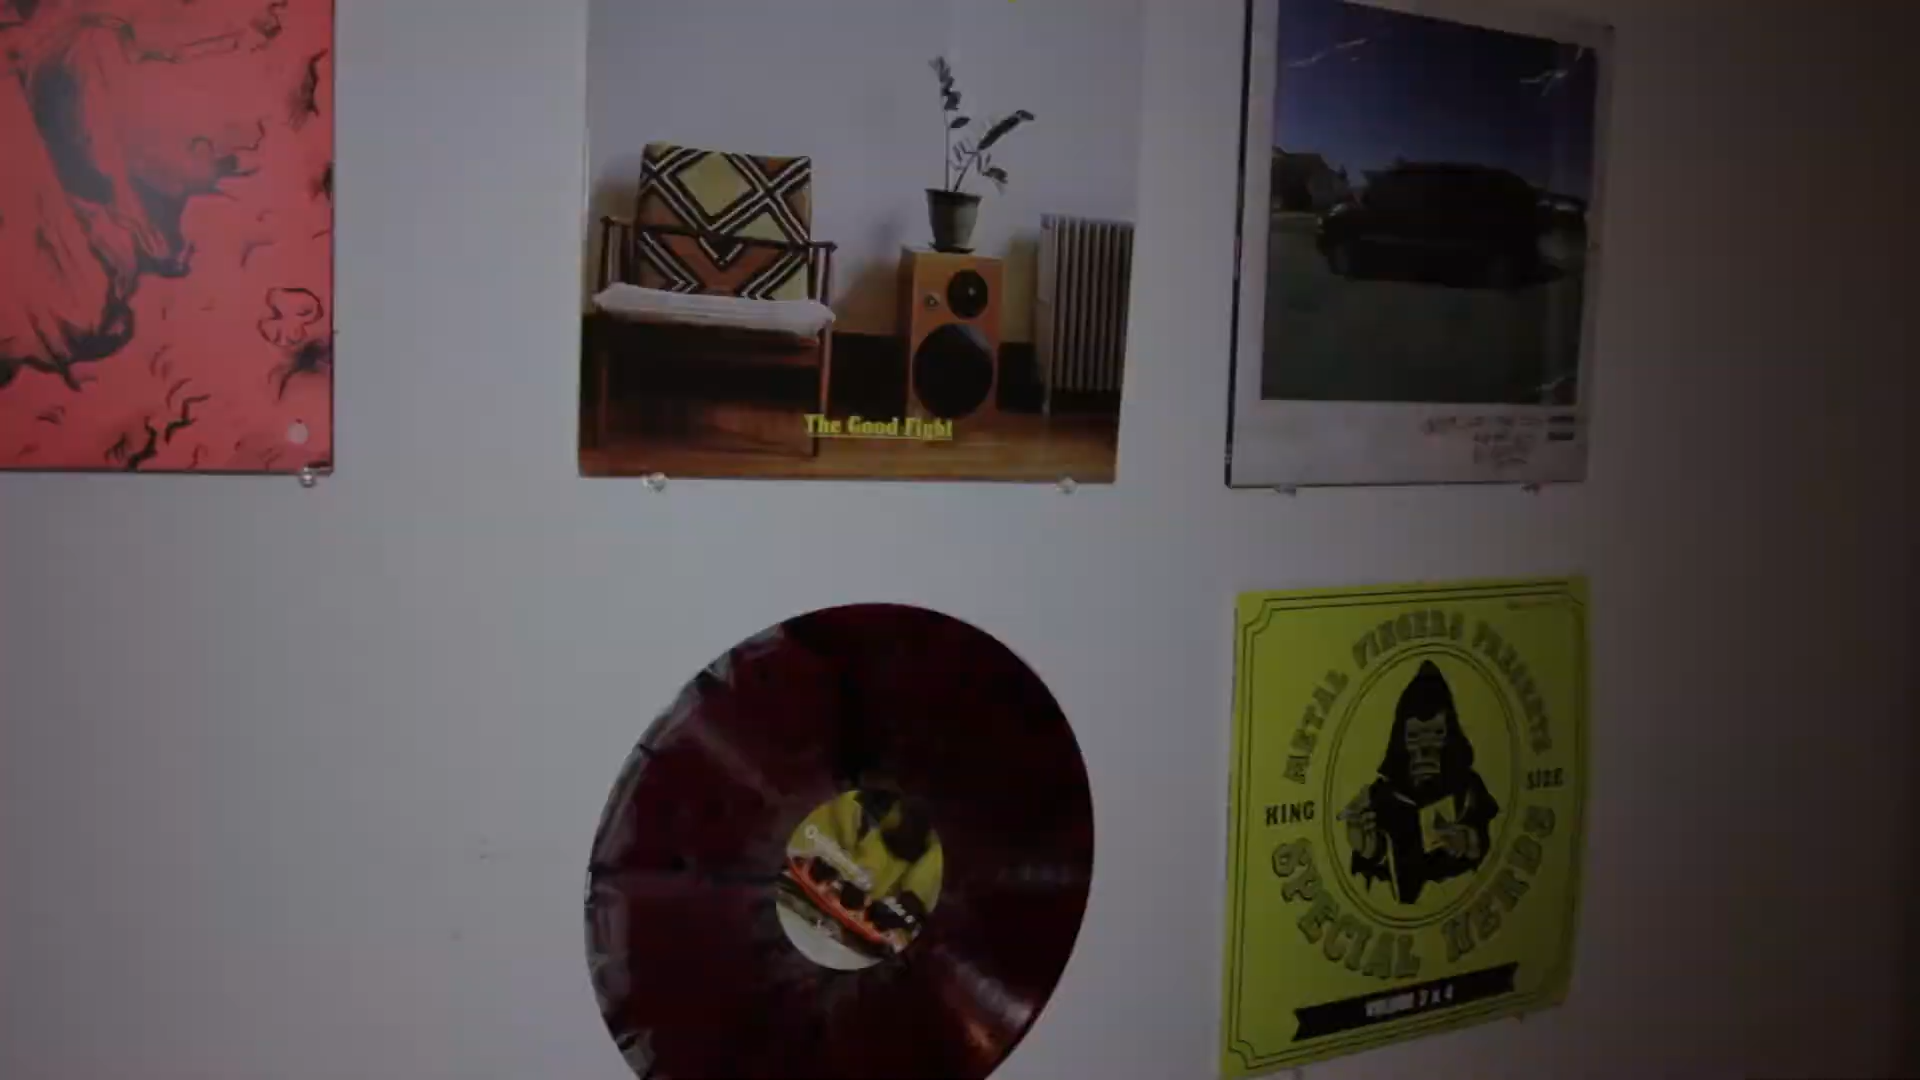 The Good Fight
METAL FINGERS PRESENTS
KING SIZE
SPECIAL HERBS
VOLUME 3 & 4